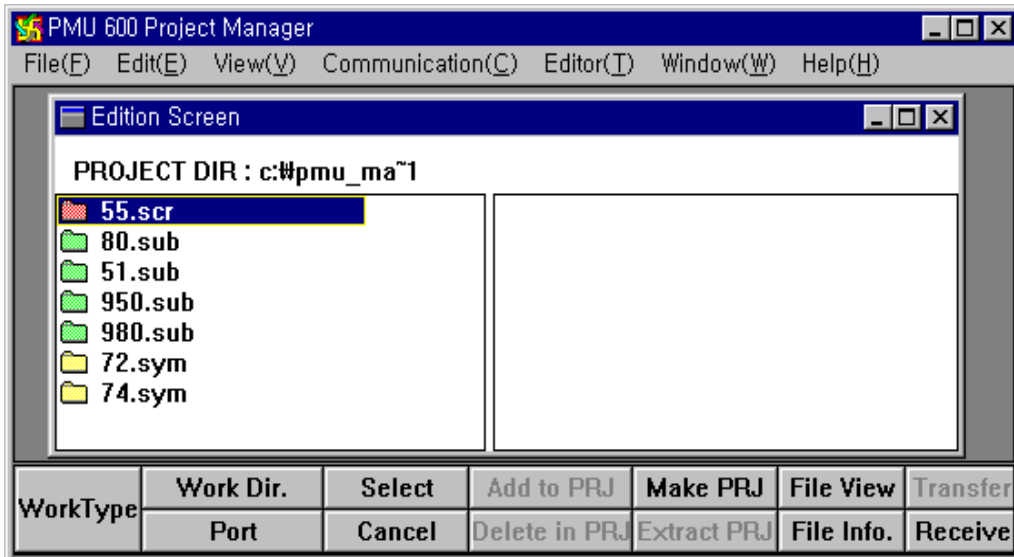 PMU 600 Project Manager
File(F) Edit(E) View(V) Communication(C) Editor(T) Window(W) Help(H)
Edition Screen
PROJECT DIR : c:₩pmu_ma~1
55.scr
80.sub
51.sub
950.sub
980.sub
72.sym
74.sym
WorkType
Work Dir. Select Add to PRJ Make PRJ File View Transfer
Port Cancel Delete in PRJ Extract PRJ File Info. Receive